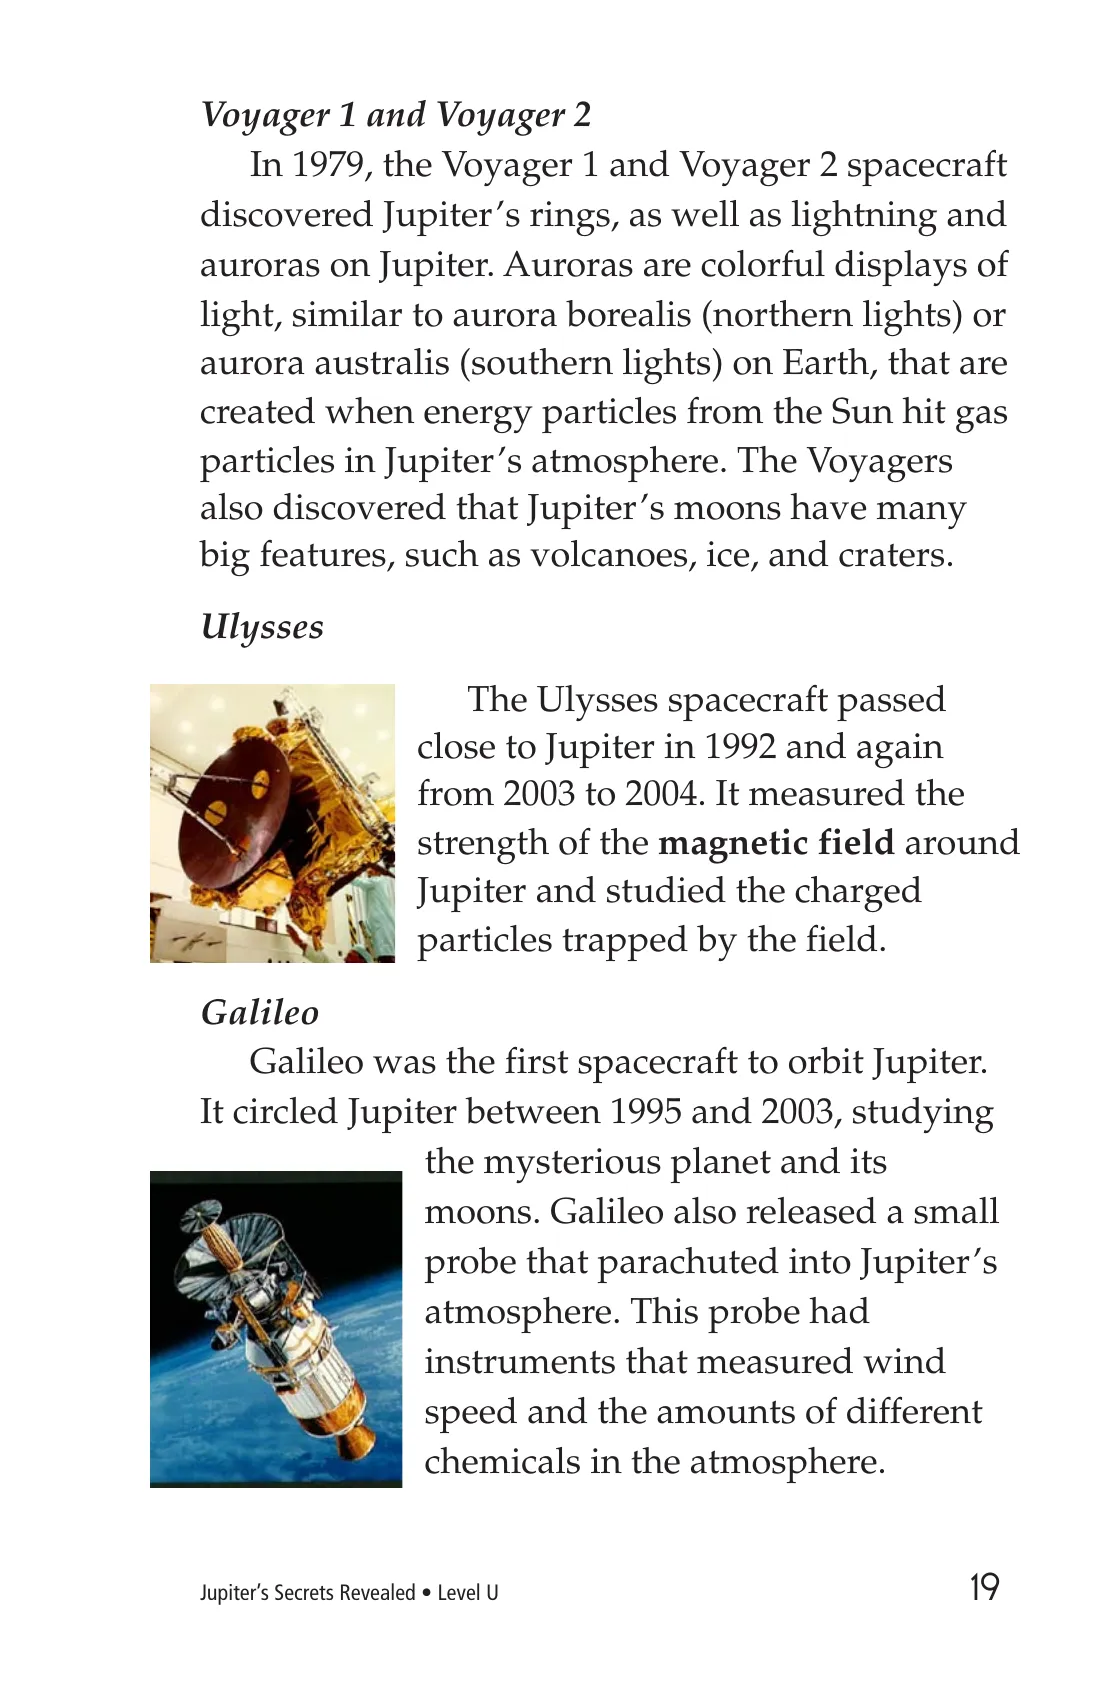 Voyager 1 and Voyager 2
In 1979, the Voyager 1 and Voyager 2 spacecraft
discovered Jupiter’s rings, as well as lightning and
auroras on Jupiter. Auroras are colorful displays of
light, similar to aurora borealis (northern lights) or
aurora australis (southern lights) on Earth, that are
created when energy particles from the Sun hit gas
particles in Jupiter’s atmosphere. The Voyagers
also discovered that Jupiter’s moons have many
big features, such as volcanoes, ice, and craters.
Ulysses
The Ulysses spacecraft passed
close to Jupiter in 1992 and again
from 2003 to 2004. It measured the
strength of the magnetic field around
Jupiter and studied the charged
particles trapped by the field.
Galileo
Galileo was the first spacecraft to orbit Jupiter.
It circled Jupiter between 1995 and 2003, studying
the mysterious planet and its
moons. Galileo also released a small
probe that parachuted into Jupiter’s
atmosphere. This probe had
instruments that measured wind
speed and the amounts of different
chemicals in the atmosphere.
Jupiter’s Secrets Revealed • Level U
19